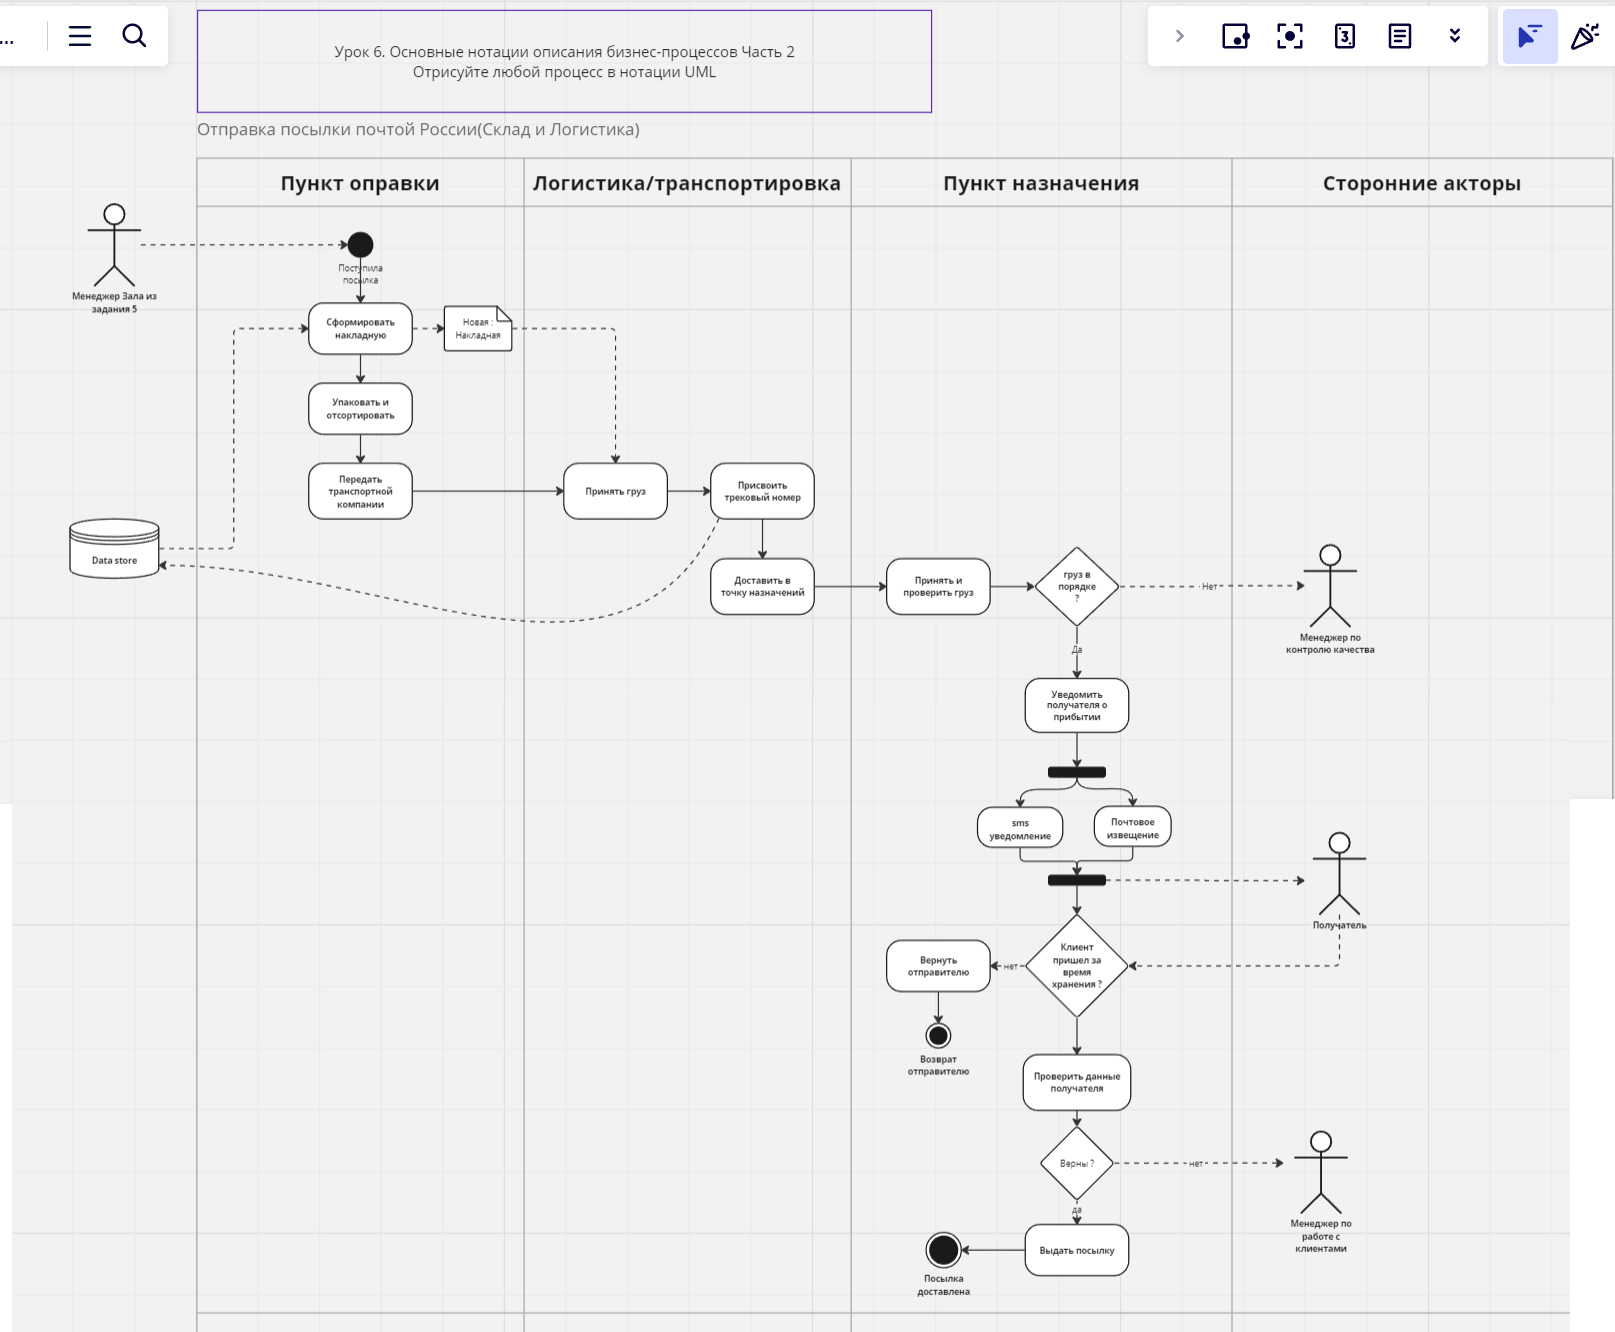 ...
3
Урок 6. Основные нотации описания бизнес-процессов Часть 2
Отрисуйте любой процесс в нотации UML
Отправка посылки почтой России(Склад и Логистика)
Пункт оправки
Логистика/транспортировка
Пункт назначения
Сторонние акторы
Менеджер Зала из
задания 5
Поступила
посылка
Сформировать
накладную
Новая :
Накладная
Упаковать и
отсортировать
Передать
транспортной
компании
Принять груз
Присвоить
трековый номер
Data store
Доставить в
точку назначений
Принять и
проверить груз
груз в
порядке
?
Нет
Менеджер по
контролю качества
Да
Уведомить
получателя о
прибытии
sms
уведомление
Почтовое
извещение
Получатель
Клиент
пришел за
время
хранения ?
нет
Вернуть
отправителю
Возврат
отправителю
Проверить данные
получателя
Верны ?
нет
Менеджер по
работе с
клиентами
да
Выдать посылку
Посылка
доставлена